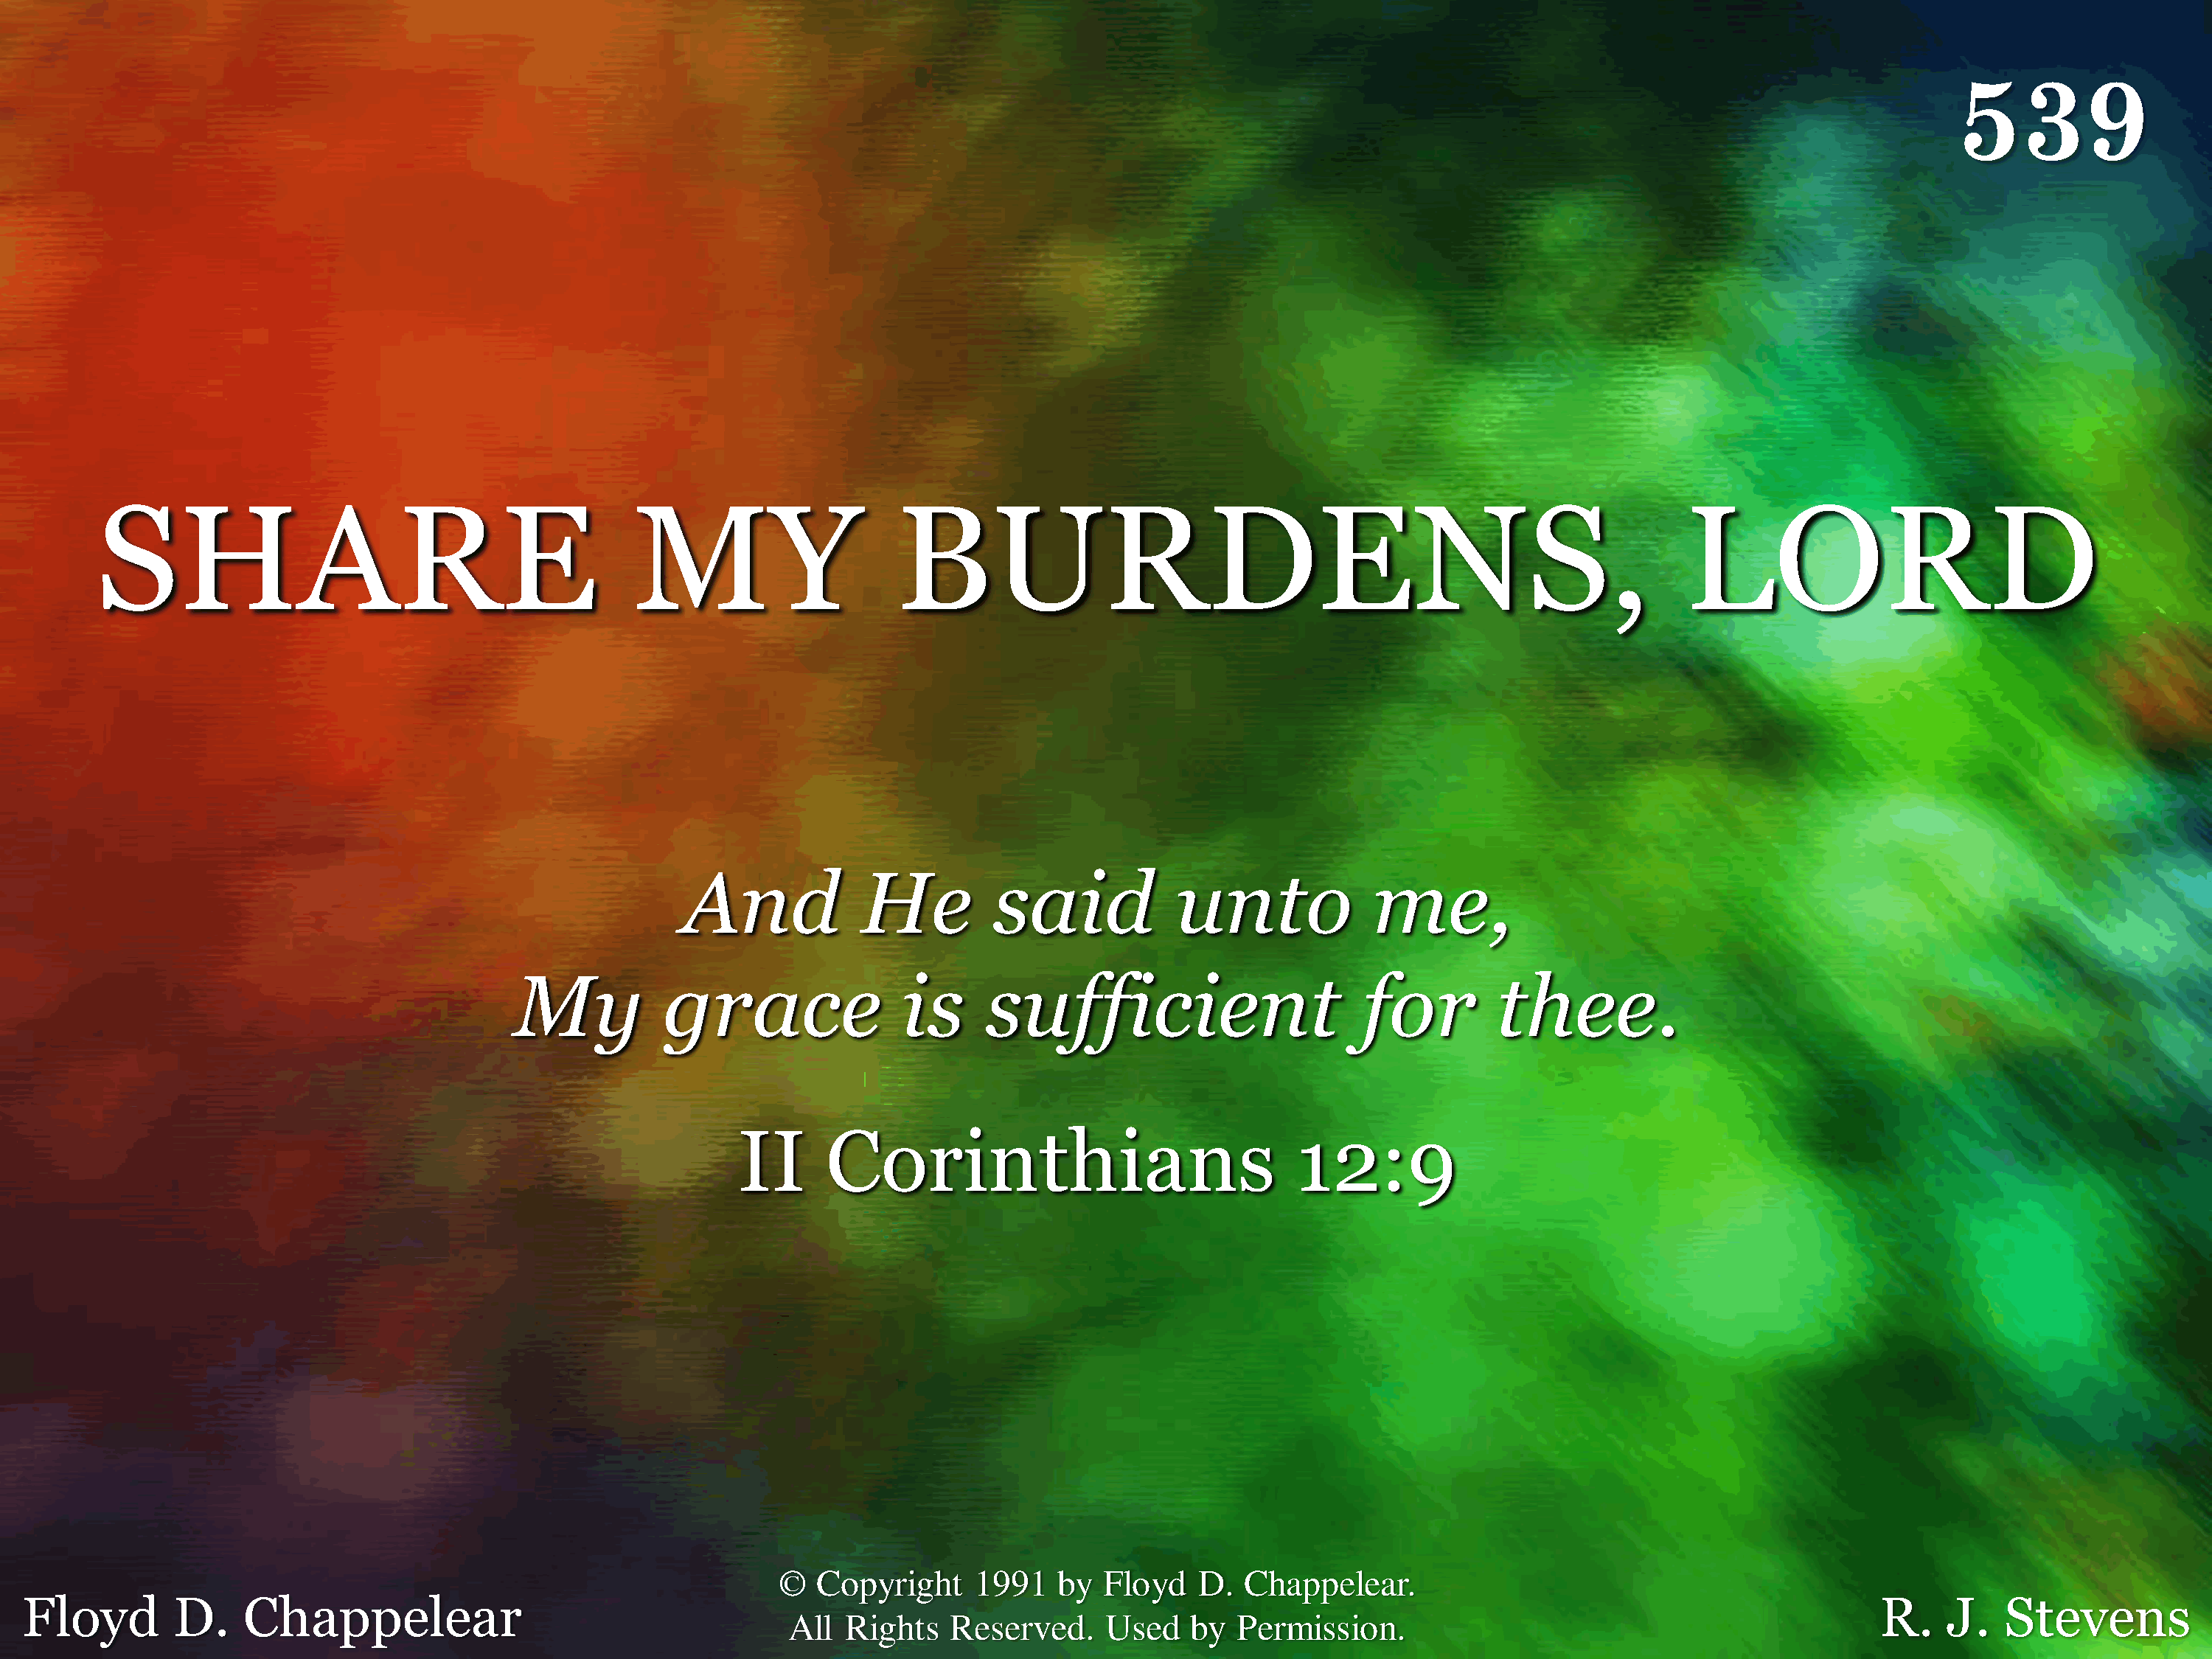 539
SHARE MY BURDENS, LORD
And He said unto me,
My grace is sufficient for thee.
II Corinthians 12:9
Floyd D. Chappelear
© Copyright 1991 by Floyd D. Chappelear.
All Rights Reserved. Used by Permission.
R. J. Stevens